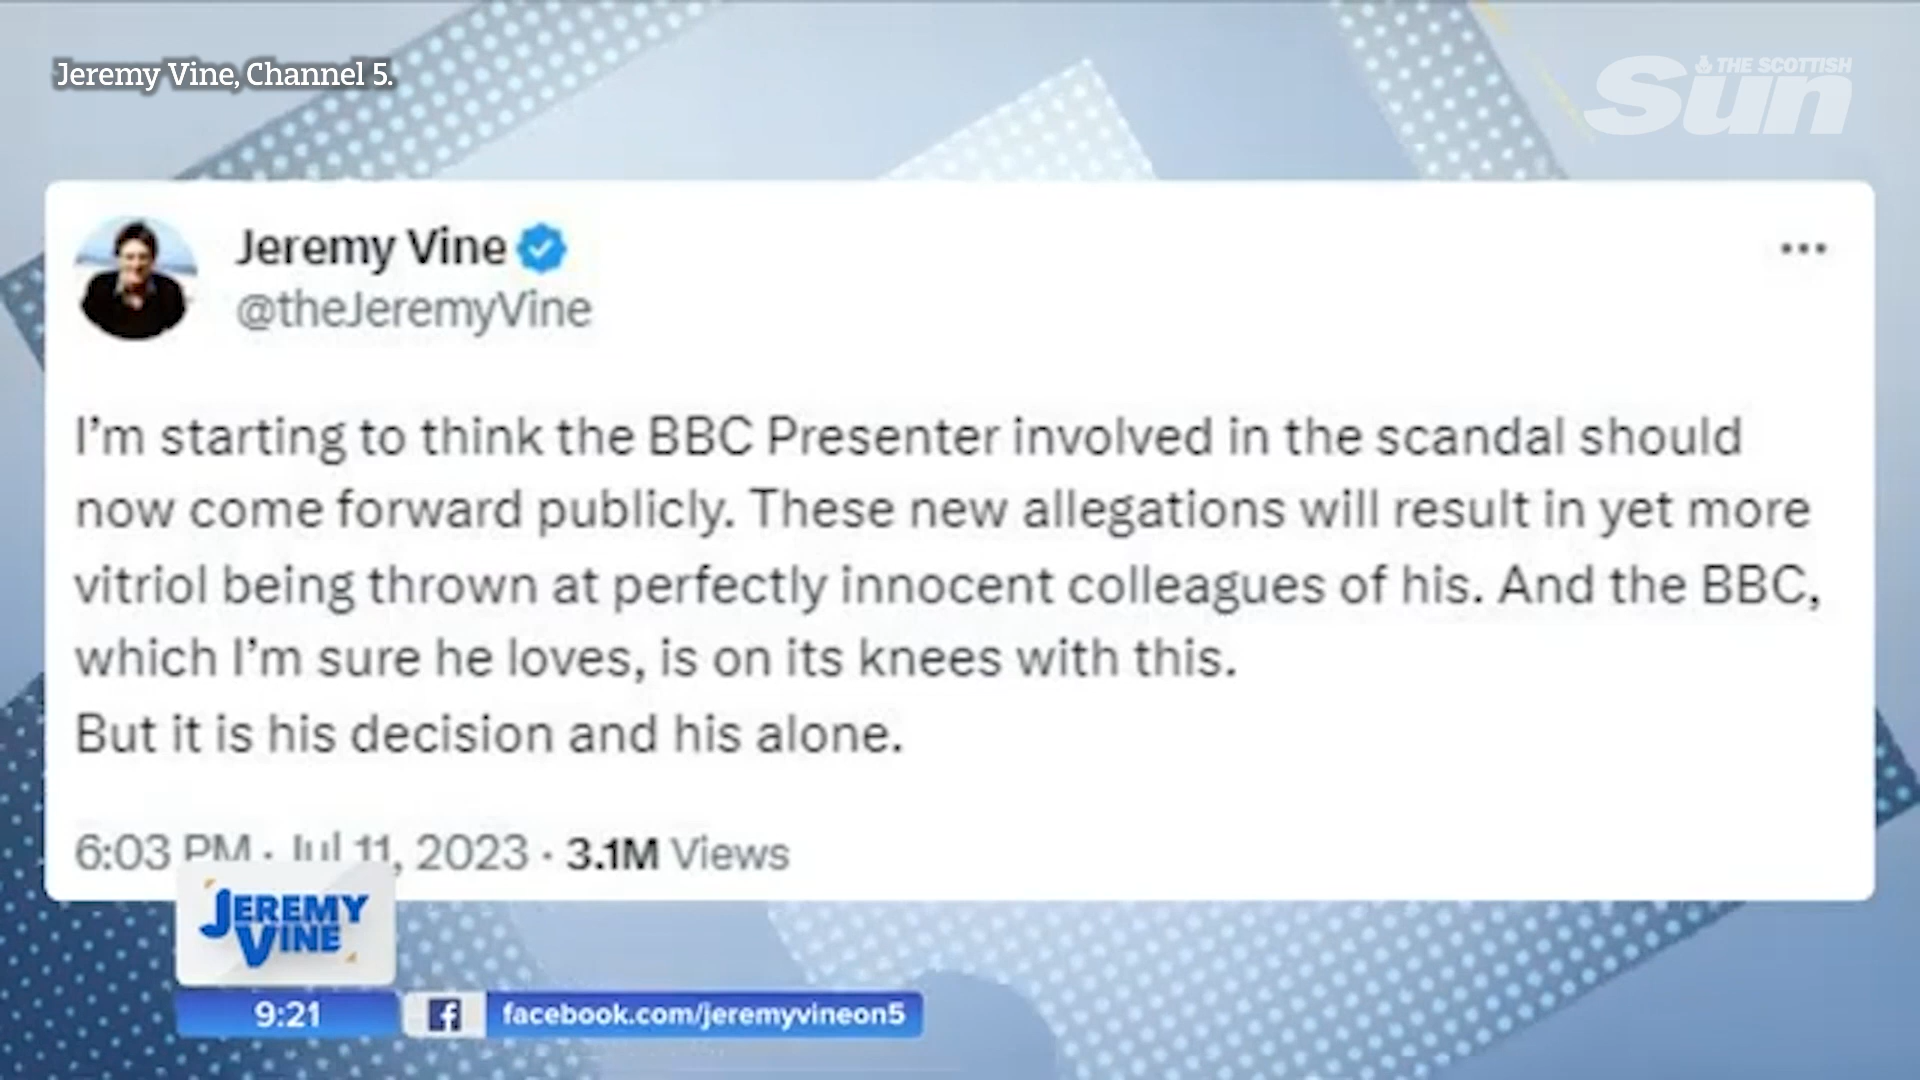 Jeremy Vine, Channel 5.
THE SCOTTISH
Sun
Jeremy Vine
@theJeremyVine
I'm starting to think the BBC Presenter involved in the scandal should
now come forward publicly. These new allegations will result in yet more
vitriol being thrown at perfectly innocent colleagues of his. And the BBC,
which I'm sure he loves, is on its knees with this.
But it is his decision and his alone.
6:03 PM · Jul 11, 2023 · 3.1M Views
JEREMY
VINE
9:21
facebook.com/jeremyvineon5